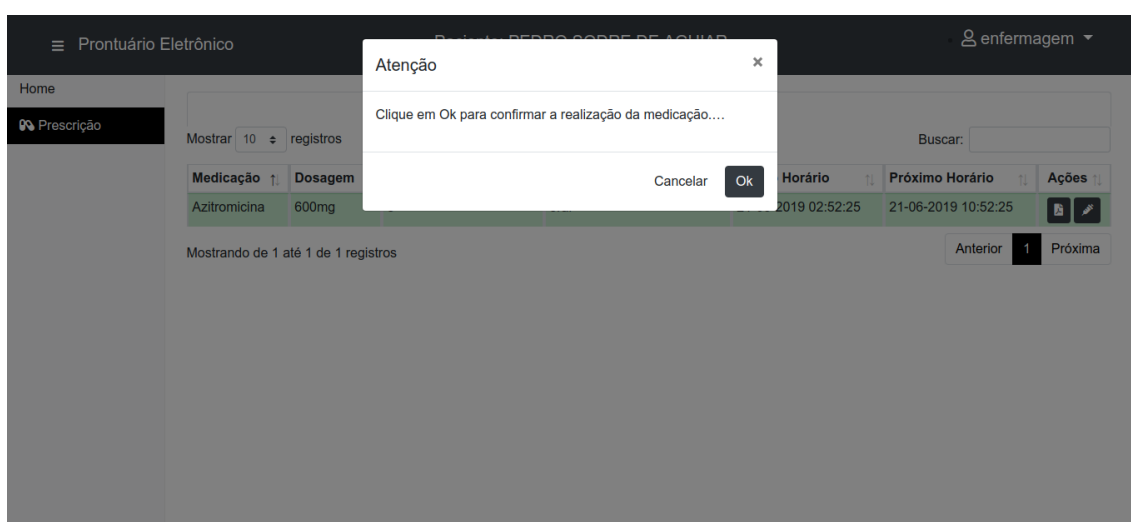 Prontuário Eletrônico
enfermagem
Atenção
×
Home
Clique em Ok para confirmar a realização da medicação....
Prescrição
Mostrar 10 registros
Buscar:
Cancelar Ok
Medicação Dosagem Horário Próximo Horário Ações
Azitromicina 600mg 2019 02:52:25 21-06-2019 10:52:25
Mostrando de 1 até 1 de 1 registros
Anterior 1 Próxima